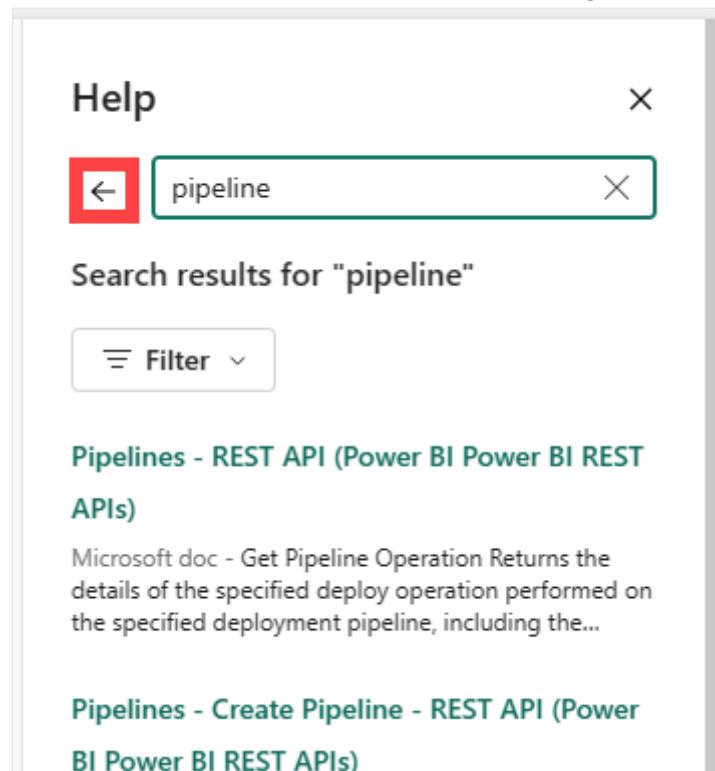 Help
pipeline
Search results for "pipeline"
Filter
Pipelines - REST API (Power BI Power BI REST
APIs)
Microsoft doc - Get Pipeline Operation Returns the
details of the specified deploy operation performed on
the specified deployment pipeline, including the...
Pipelines - Create Pipeline - REST API (Power
BI Power BI REST APIs)